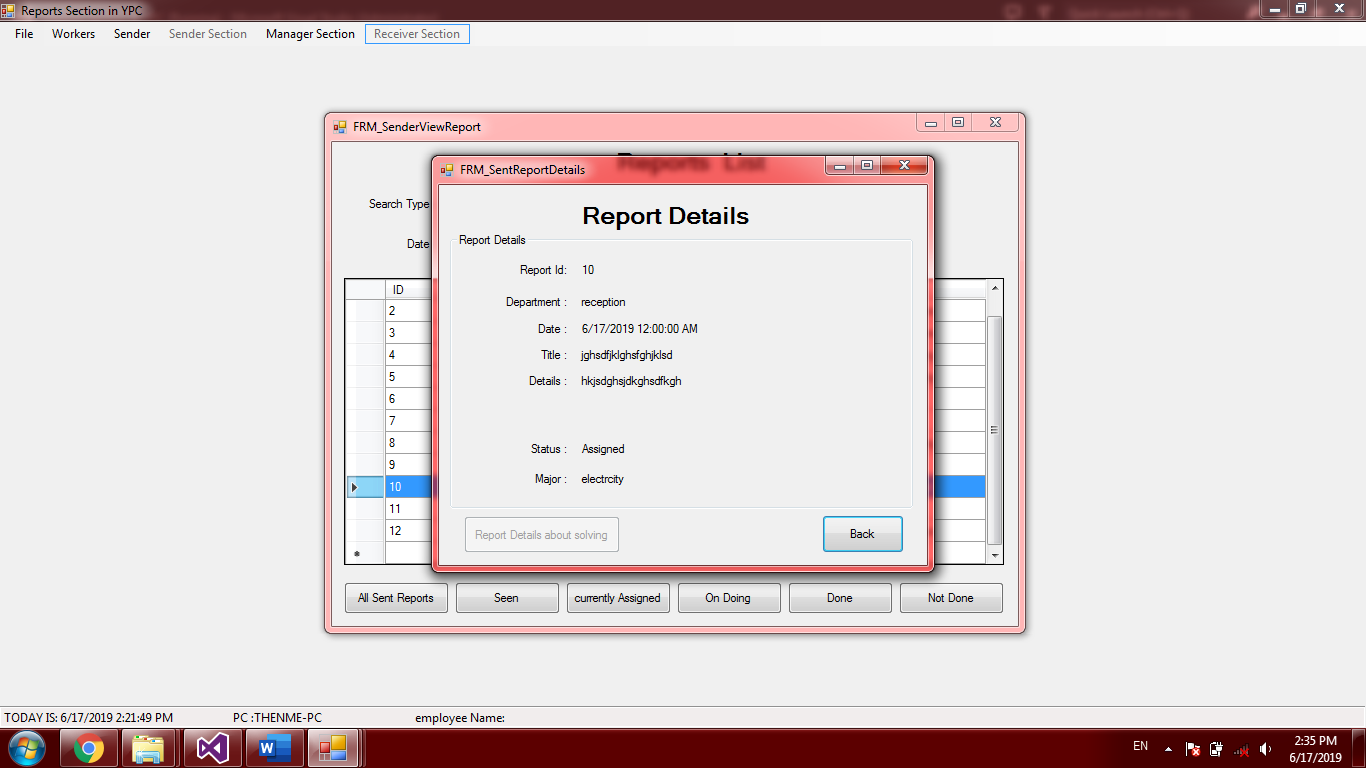 Reports Section in YPC
File Workers Sender Sender Section Manager Section Receiver Section
FRM_SenderViewReport
Reports List
FRM_SentReportDetails
Search Type
Date
Report Details
Report Details
Report Id: 10
Department : reception
Date : 6/17/2019 12:00:00 AM
Title : jghsdfjklghsfghjklsd
Details : hkjsdghsjdkghsdfkgh
Status : Assigned
Major : electrcity
Report Details about solving Back
ID
2
3
4
5
6
7
8
9
10
11
12
All Sent Reports Seen currently Assigned On Doing Done Not Done
TODAY IS: 6/17/2019 2:21:49 PM PC :THENME-PC employee Name:
EN 2:35 PM
6/17/2019